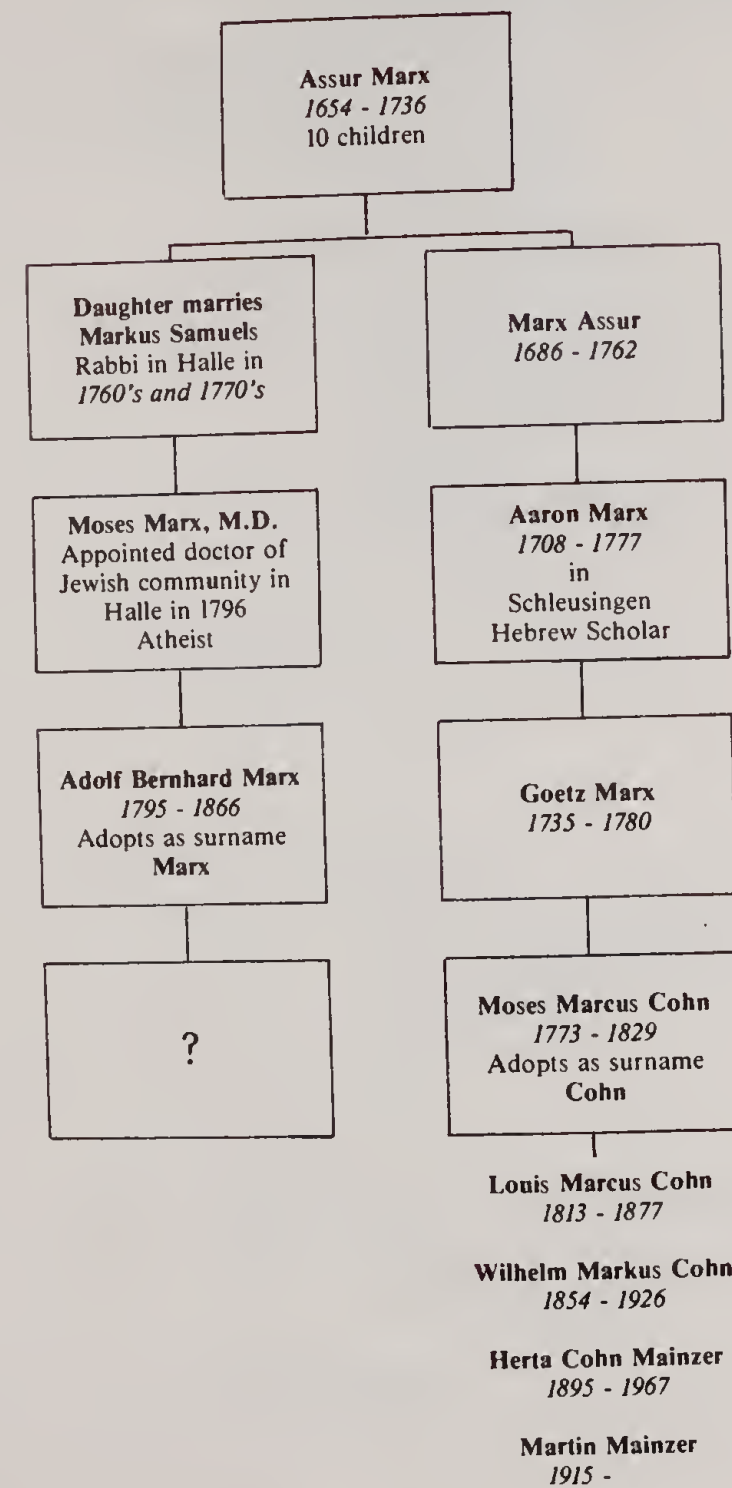 Assur Marx
1654 - 1736
10 children
Daughter marries
Markus Samuels
Rabbi in Halle in
1760's and 1770's
Marx Assur
1686 - 1762
Moses Marx, M.D.
Appointed doctor of
Jewish community in
Halle in 1796
Atheist
Aaron Marx
1708 - 1777
in
Schleusingen
Hebrew Scholar
Adolf Bernhard Marx
1795 - 1866
Adopts as surname
Marx
Goetz Marx
1735 - 1780
?
Moses Marcus Cohn
1773 - 1829
Adopts as surname
Cohn
Louis Marcus Cohn
1813 - 1877
Wilhelm Markus Cohn
1854 - 1926
Herta Cohn Mainzer
1895 - 1967
Martin Mainzer
1915 -